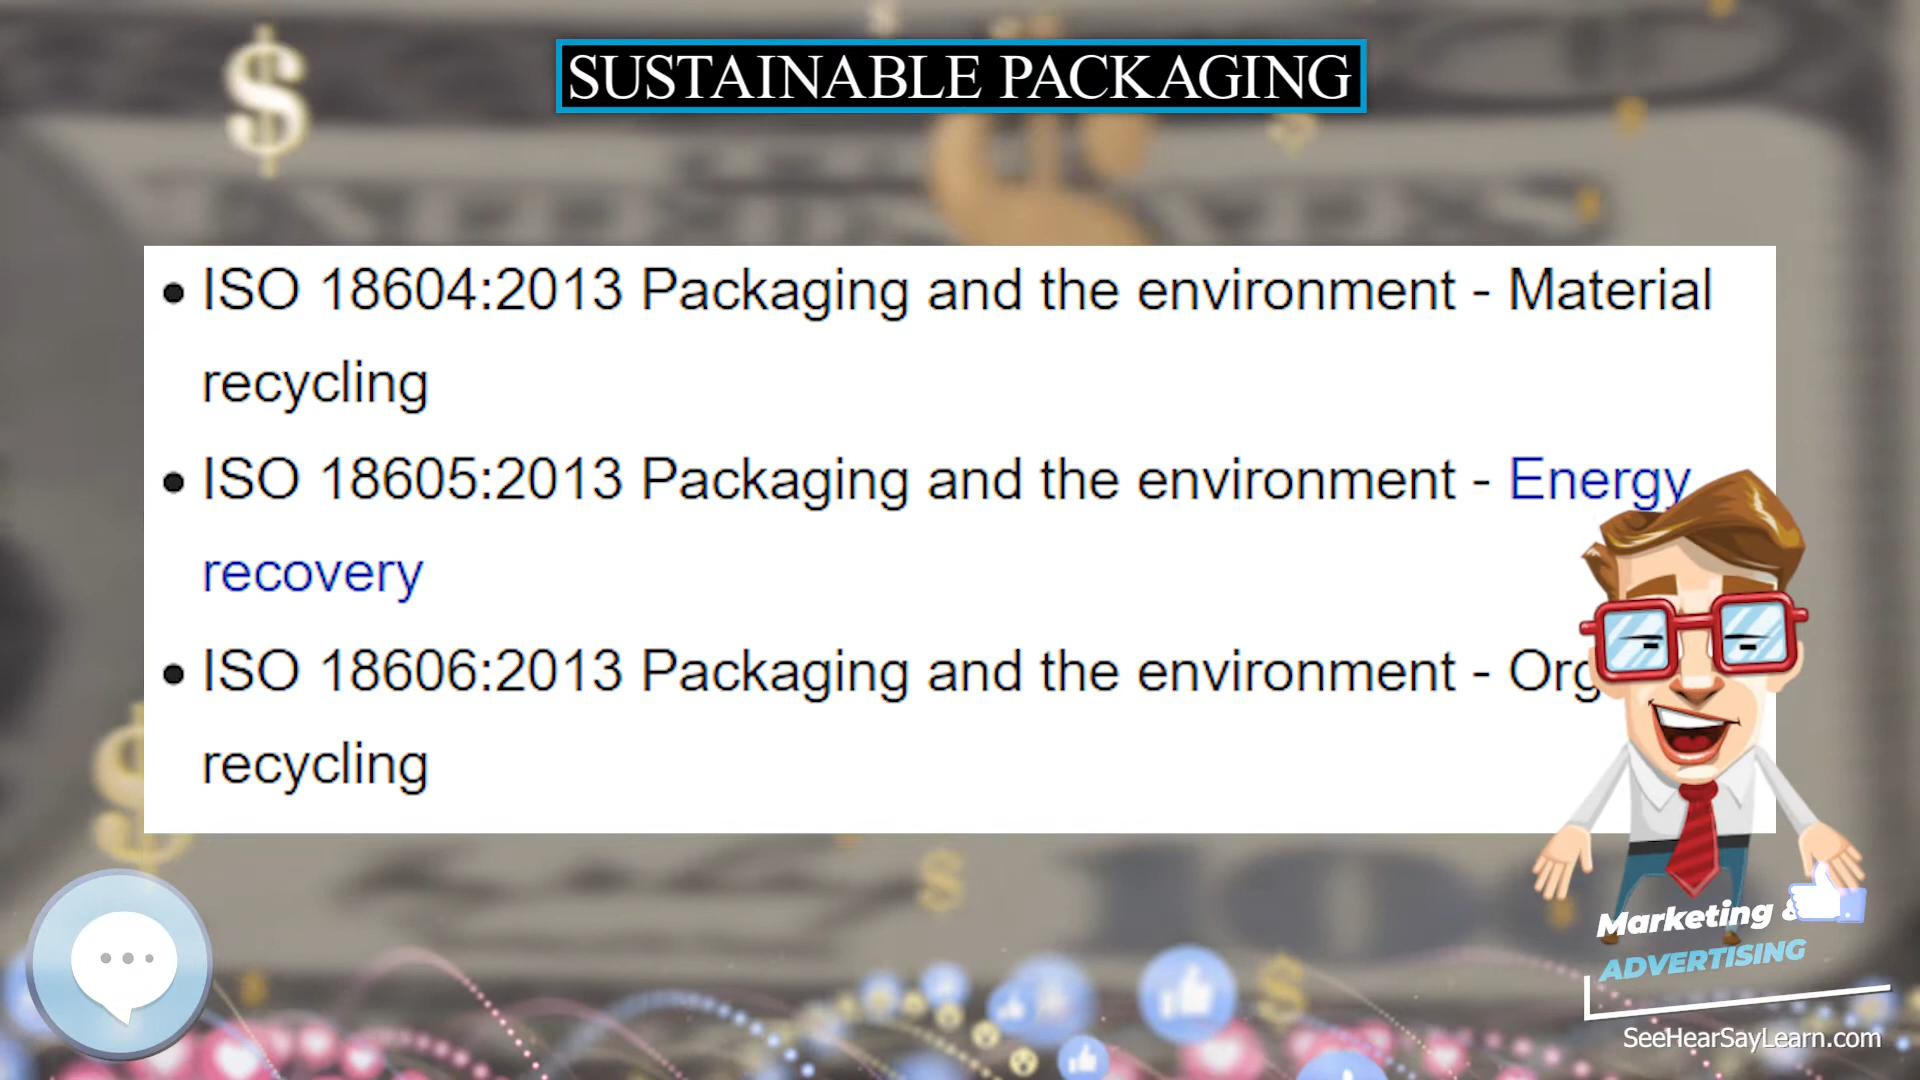 SUSTAINABLE PACKAGING
• ISO 18604:2013 Packaging and the environment - Material
recycling
• ISO 18605:2013 Packaging and the environment - Energy
recovery
• ISO 18606:2013 Packaging and the environment -
recycling
Marketing &
ADVERTISING
SeeHearSayLearn.com